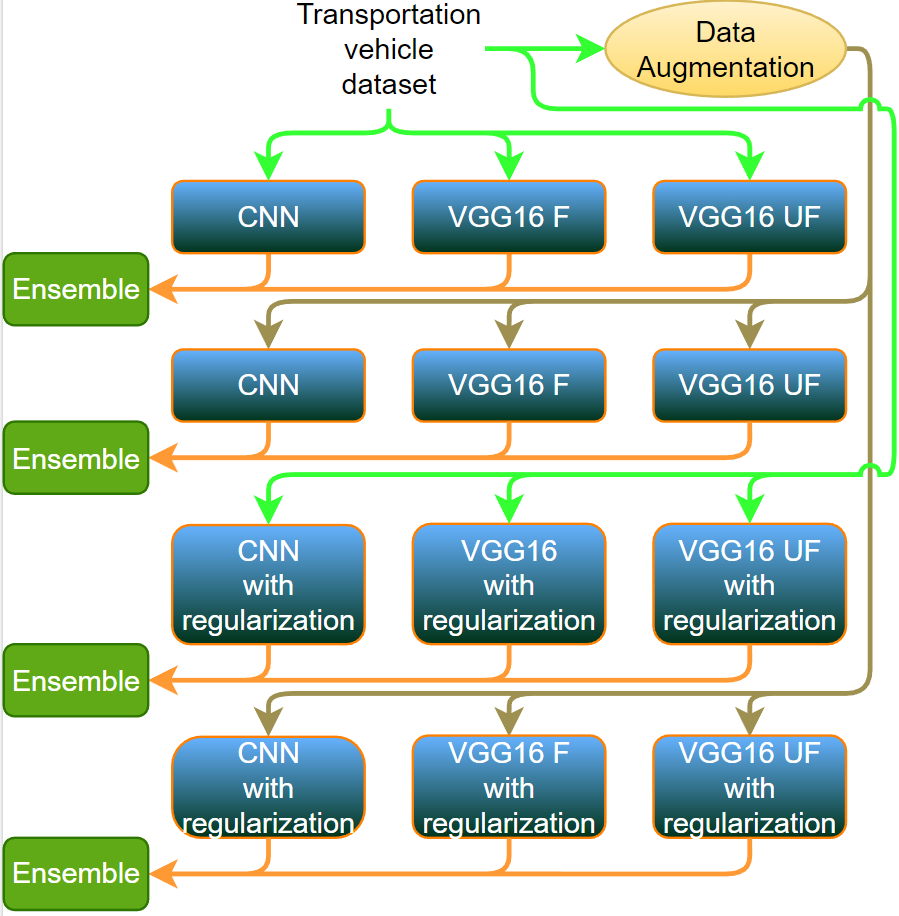 Transportation
vehicle
dataset
Data
Augmentation
CNN
VGG16 F
VGG16 UF
Ensemble
CNN
VGG16 F
VGG16 UF
Ensemble
CNN
with
regularization
VGG16
with
regularization
VGG16 UF
with
regularization
Ensemble
CNN
with
regularization
VGG16 F
with
regularization
VGG16 UF
with
regularization
Ensemble